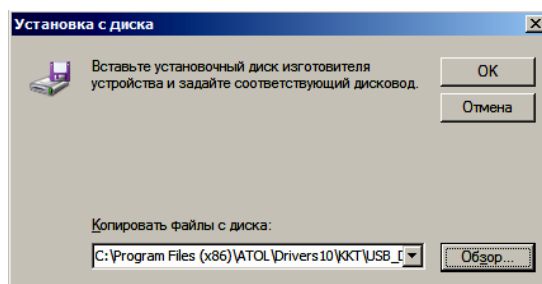 Установка с диска
Вставьте установочный диск изготовителя
устройства и задайте соответствующий дисковод.
OK
Отмена
Копировать файлы с диска:
C:\Program Files (x86)\ATOL\Drivers10\KKT\USB_D
Обзор...